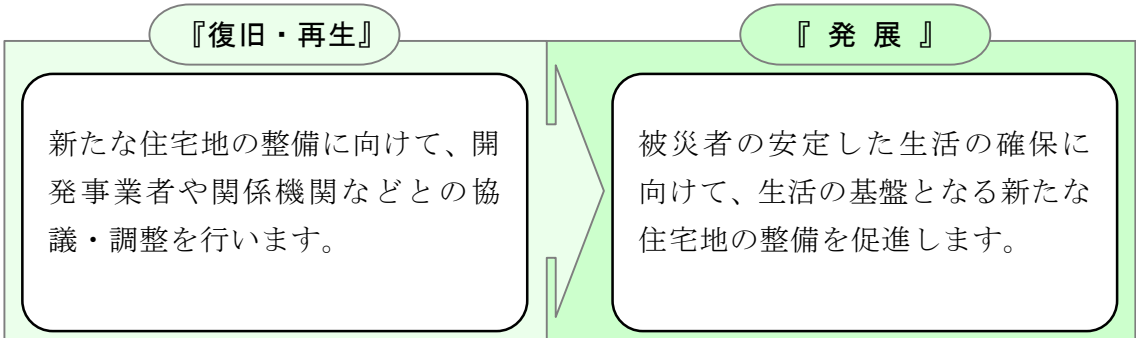 『復旧・再生』
新たな住宅地の整備に向けて、開
発事業者や関係機関などとの協
議・調整を行います。
『 発 展 』
被災者の安定した生活の確保に
向けて、生活の基盤となる新たな
住宅地の整備を促進します。